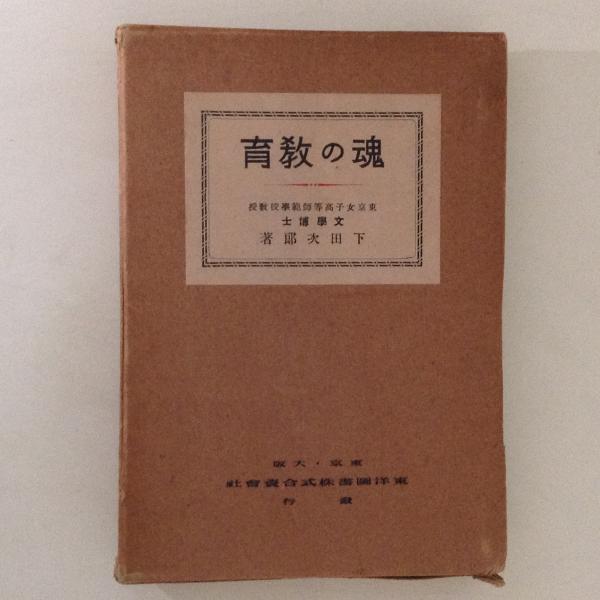 魂の教育
東京女子高等師範學校教授
文學博士
下田次郎著
東京・大阪
東洋圖書株式合資會社
發行